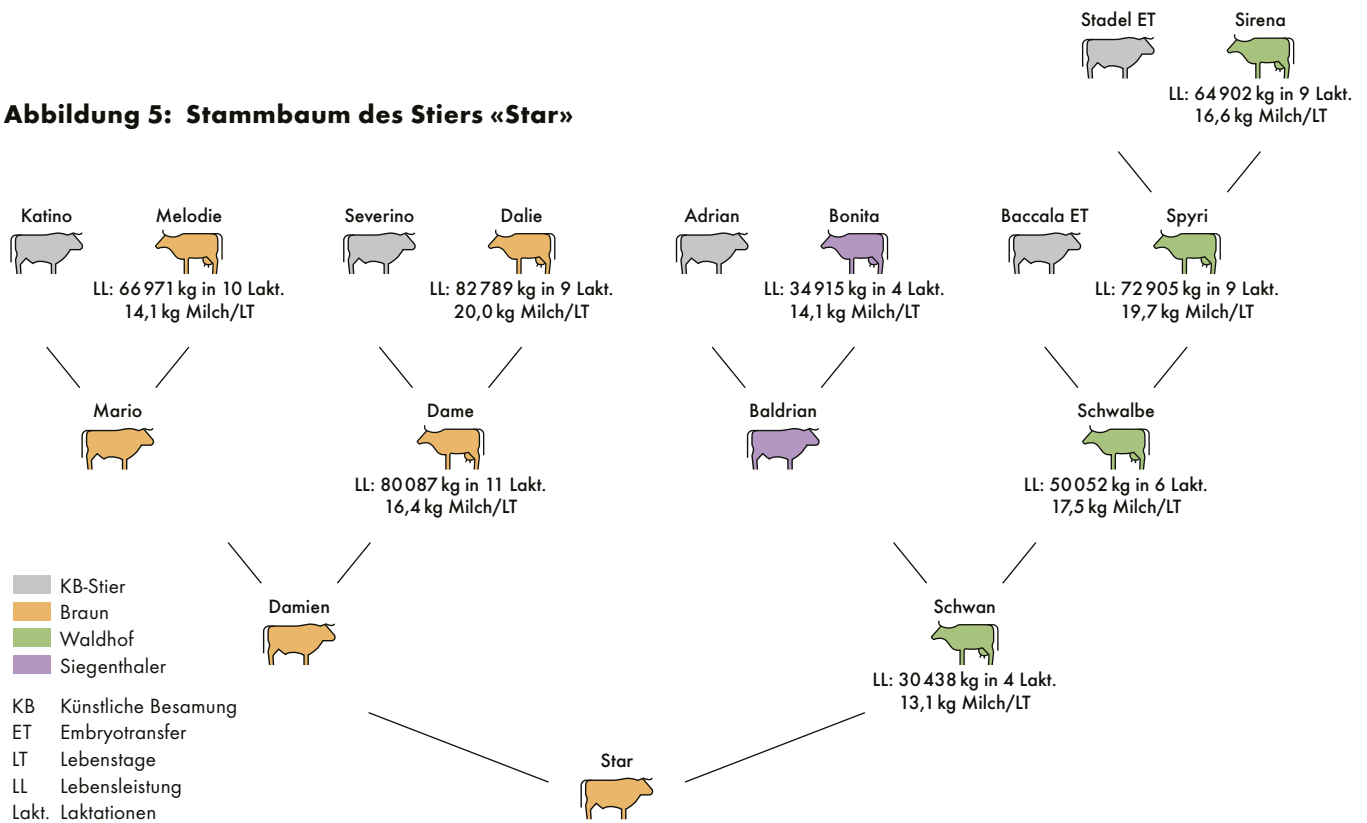 Stadel ET
Sirena
LL: 64 902 kg in 9 Lakt.
16,6 kg Milch/LT
Abbildung 5: Stammbaum des Stiers «Star»
Katino
Melodie
LL: 66 971 kg in 10 Lakt.
14,1 kg Milch/LT
Severino
Dalie
LL: 82 789 kg in 9 Lakt.
20,0 kg Milch/LT
Adrian
Bonita
LL: 34 915 kg in 4 Lakt.
14,1 kg Milch/LT
Baccala ET
Spyri
LL: 72 905 kg in 9 Lakt.
19,7 kg Milch/LT
Mario
Dame
LL: 80 087 kg in 11 Lakt.
16,4 kg Milch/LT
Baldrian
Schwalbe
LL: 50 052 kg in 6 Lakt.
17,5 kg Milch/LT
Damien
Schwan
LL: 30 438 kg in 4 Lakt.
13,1 kg Milch/LT
Star
KB-Stier
Braun
Waldhof
Siegenthaler
KB Künstliche Besamung
ET Embryotransfer
LT Lebenstage
LL Lebensleistung
Lakt. Laktationen